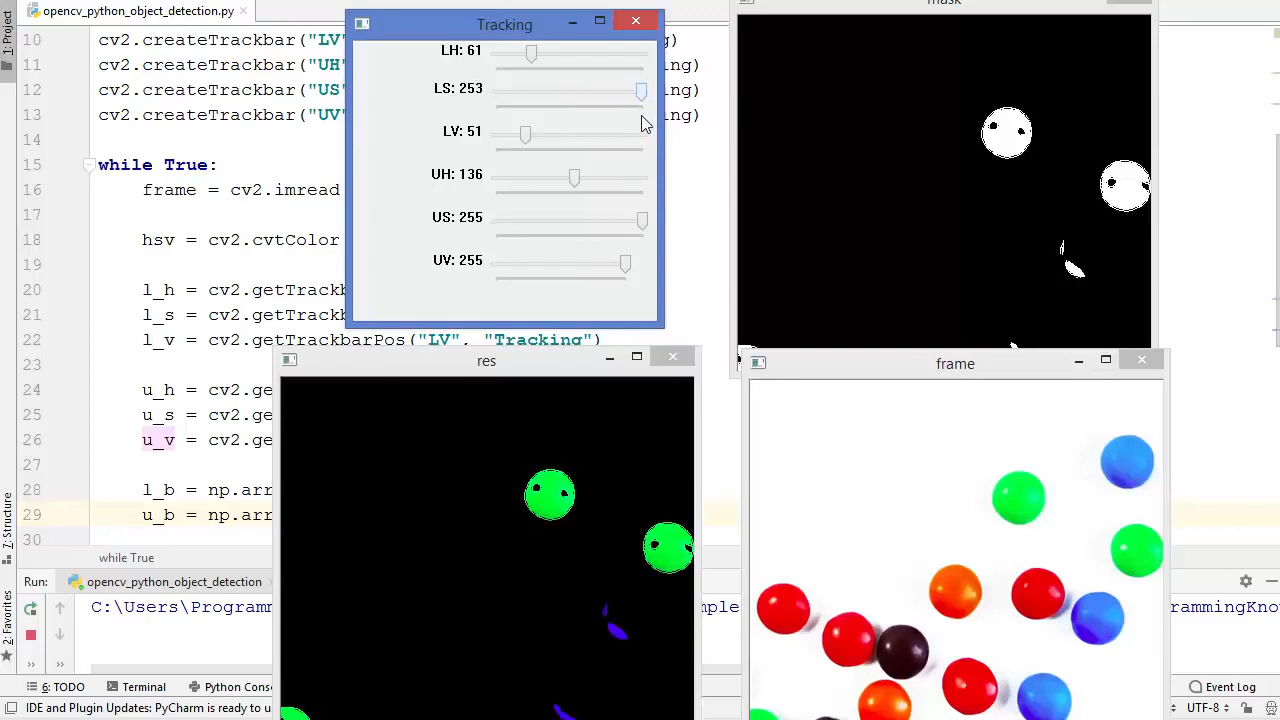 opencv_python_object_detection.py
10 cv2.createTrackbar("LV"
11 cv2.createTrackbar("UH" ing)
12 cv2.createTrackbar("US" ing)
13 cv2.createTrackbar("UV" ing)
15 while True:
16 frame = cv2.imread
17
18 hsv = cv2.cvtColor
19
20 l_h = cv2.getTrackb
21 l_s = cv2.getTrackb
22 l_v = cv2.getTrackbarPos("LV", "Tracking")
24 u_h = cv2.ge
25 u_s = cv2.ge
26 u_v = cv2.ge
27
28 l_b = np.arr
29 u_b = np.arr
30
while True
Tracking
LH: 61
LS: 253
LV: 51
UH: 136
US: 255
UV: 255
mask
res
frame
1: Project
7: Structure
2: Favorites
Run: opencv_python_object_detection
C:\Users\Programm
rammingKno
6: TODO Terminal Python Cons
Event Log
IDE and Plugin Updates: PyCharm is ready to u
UTF-8